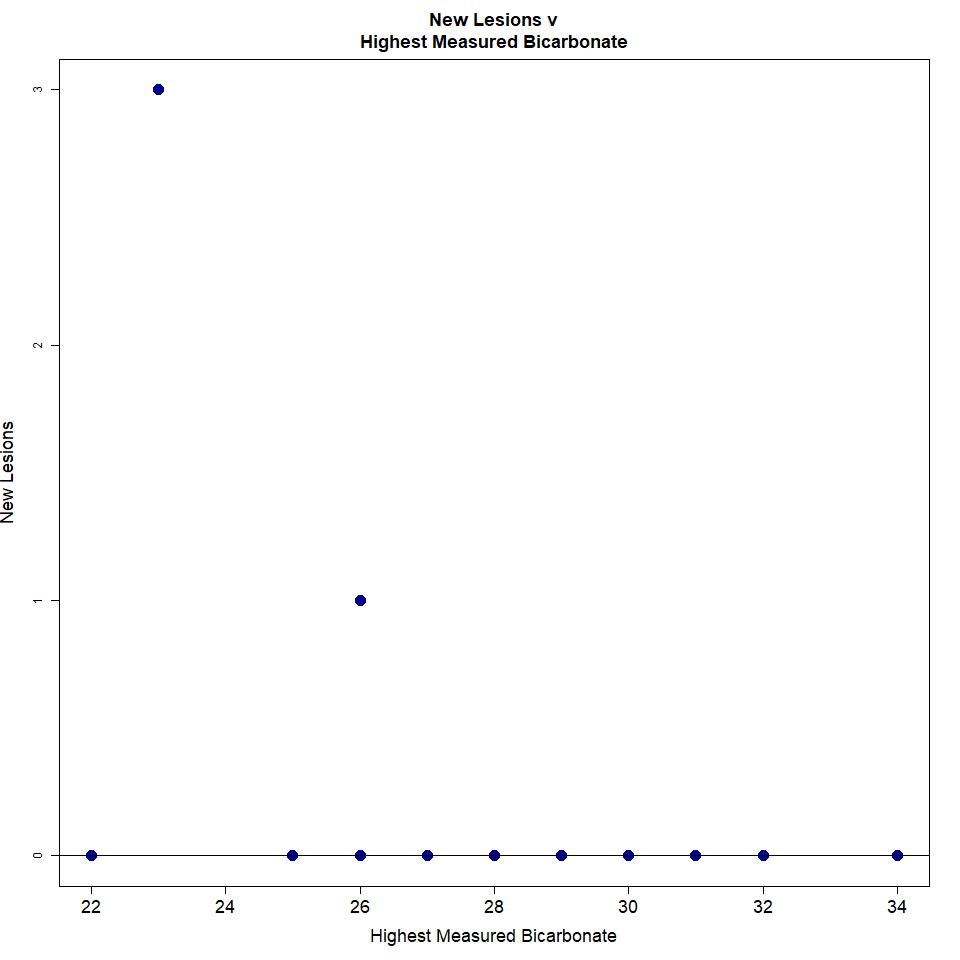 New Lesions v
Highest Measured Bicarbonate
3
2
1
0
New Lesions
22 24 26 28 30 32 34
Highest Measured Bicarbonate